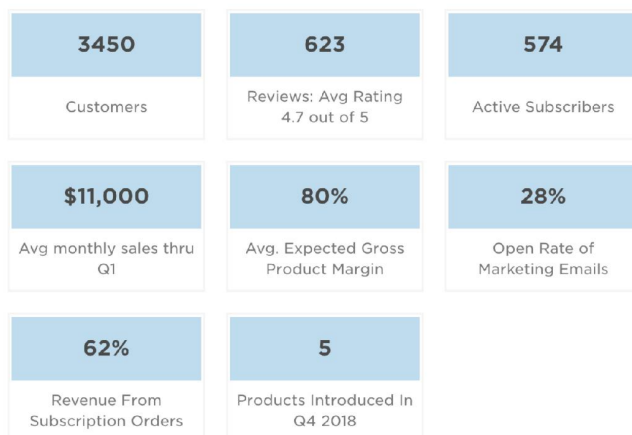 3450
Customers
623
Reviews: Avg Rating
4.7 out of 5
574
Active Subscribers
$11,000
Avg monthly sales thru
Q1
80%
Avg. Expected Gross
Product Margin
28%
Open Rate of
Marketing Emails
62%
Revenue From
Subscription Orders
5
Products Introduced In
Q4 2018